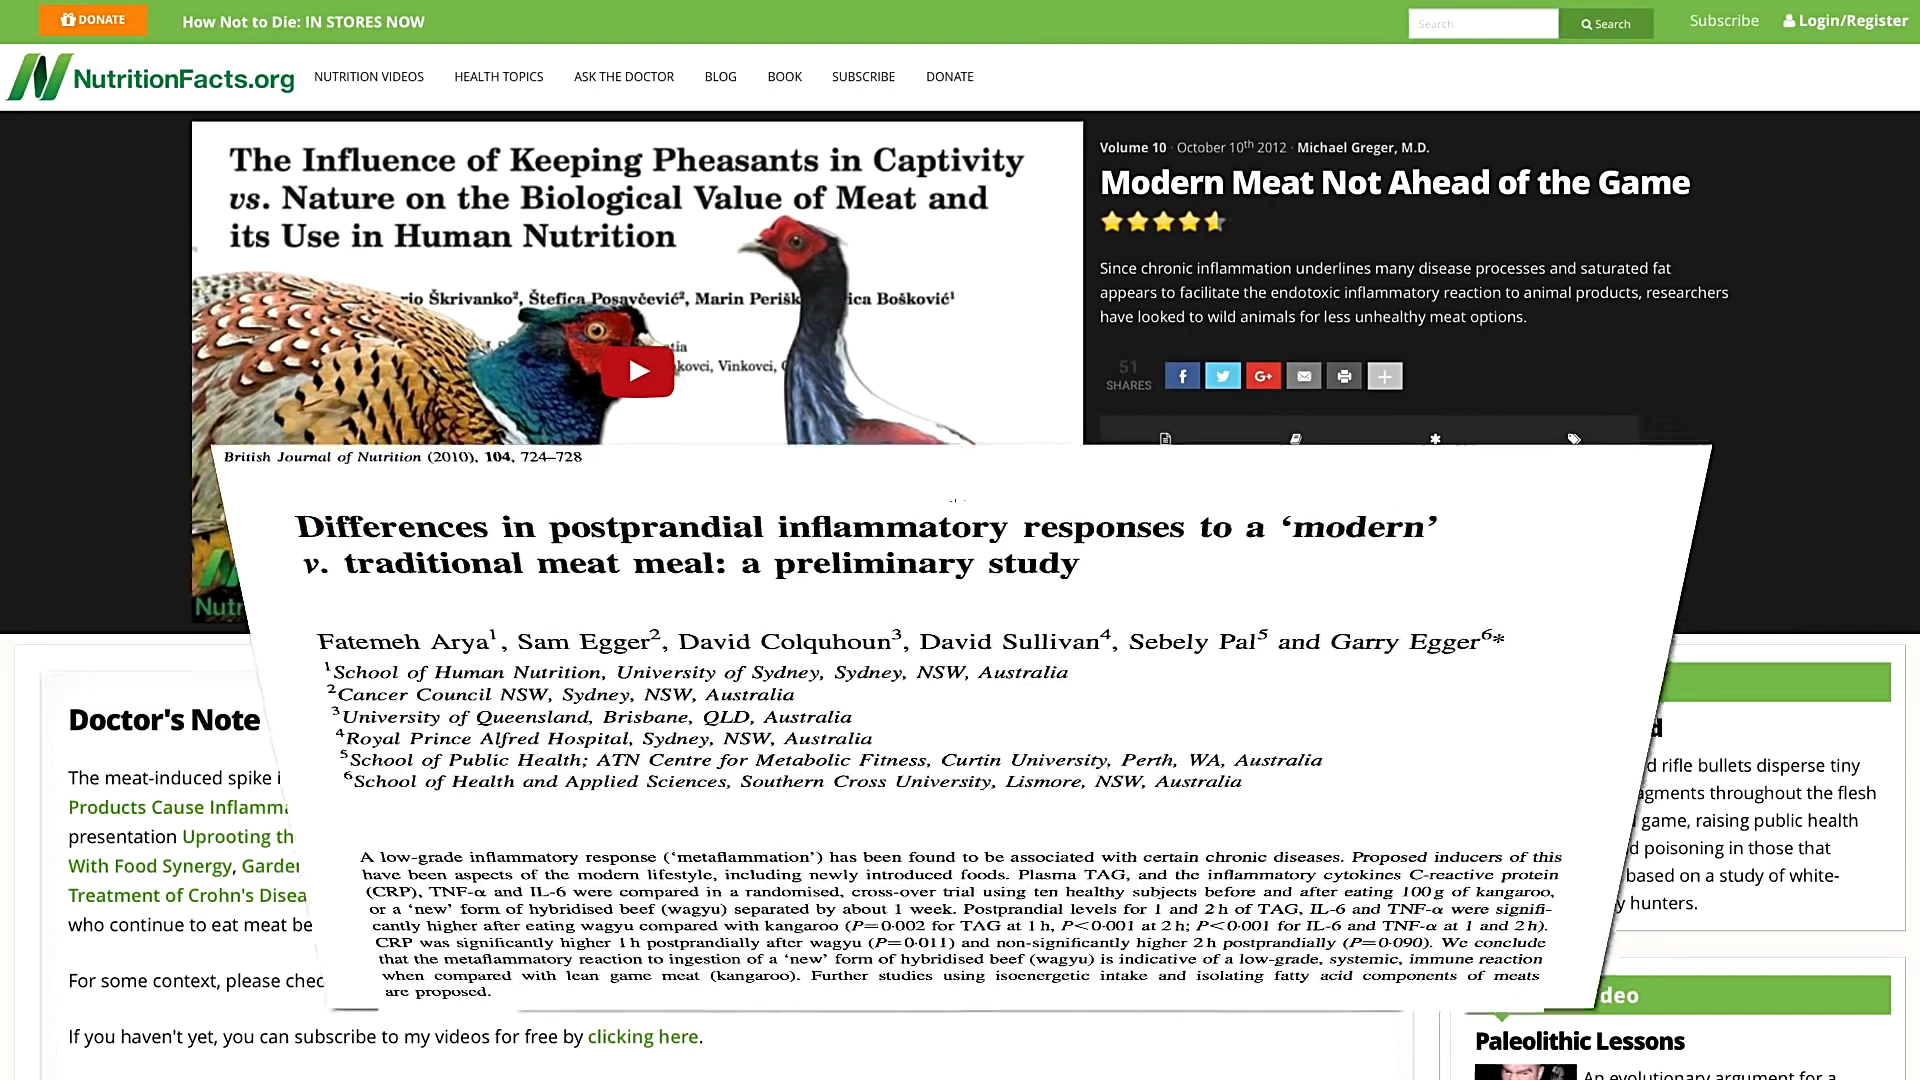 DONATE
How Not to Die: IN STORES NOW
Search
Search
Subscribe
Login/Register
NutritionFacts.org
NUTRITION VIDEOS
HEALTH TOPICS
ASK THE DOCTOR
BLOG
BOOK
SUBSCRIBE
DONATE
The Influence of Keeping Pheasants in Captivity
vs. Nature on the Biological Value of Meat and
its Use in Human Nutrition
Škrivanko², Štefica Posavčević², Marin Perišk Bošković¹
kovci, Vinkovci,
Volume 10 · October 10th 2012 · Michael Greger, M.D.
Modern Meat Not Ahead of the Game
Since chronic inflammation underlines many disease processes and saturated fat
appears to facilitate the endotoxic inflammatory reaction to animal products, researchers
have looked to wild animals for less unhealthy meat options.
51
SHARES
G+
British Journal of Nutrition (2010), 104, 724–728
Differences in postprandial inflammatory responses to a ‘modern’
v. traditional meat meal: a preliminary study
Fatemeh Arya¹, Sam Egger², David Colquhoun³, David Sullivan⁴, Sebely Pal⁵ and Garry Egger⁶*
¹School of Human Nutrition, University of Sydney, Sydney, NSW, Australia
²Cancer Council NSW, Sydney, NSW, Australia
³University of Queensland, Brisbane, QLD, Australia
⁴Royal Prince Alfred Hospital, Sydney, NSW, Australia
⁵School of Public Health; ATN Centre for Metabolic Fitness, Curtin University, Perth, WA, Australia
⁶School of Health and Applied Sciences, Southern Cross University, Lismore, NSW, Australia
A low-grade inflammatory response (‘metaflammation’) has been found to be associated with certain chronic diseases. Proposed inducers of this
have been aspects of the modern lifestyle, including newly introduced foods. Plasma TAG, and the inflammatory cytokines C-reactive protein
(CRP), TNF-α and IL-6 were compared in a randomised, cross-over trial using ten healthy subjects before and after eating 100 g of kangaroo,
or a ‘new’ form of hybridised beef (wagyu) separated by about 1 week. Postprandial levels for 1 and 2 h of TAG, IL-6 and TNF-α were signifi-
cantly higher after eating wagyu compared with kangaroo (P=0·002 for TAG at 1 h, P<0·001 at 2 h; P<0·001 for IL-6 and TNF-α at 1 and 2 h).
CRP was significantly higher 1 h postprandially after wagyu (P=0·011) and non-significantly higher 2 h postprandially (P=0·090). We conclude
that the metaflammatory reaction to ingestion of a ‘new’ form of hybridised beef (wagyu) is indicative of a low-grade, systemic, immune reaction
when compared with lean game meat (kangaroo). Further studies using isoenergetic intake and isolating fatty acid components of meats
are proposed.
Nutr
Doctor's Note
The meat-induced spike i
Products Cause Inflamma
presentation Uprooting th
With Food Synergy, Garden
Treatment of Crohn's Disea
who continue to eat meat be
For some context, please chec
If you haven't yet, you can subscribe to my videos for free by clicking here.
d
d rifle bullets disperse tiny
agments throughout the flesh
game, raising public health
d poisoning in those that
based on a study of white-
y hunters.
deo
Paleolithic Lessons
An evolutionary argument for a